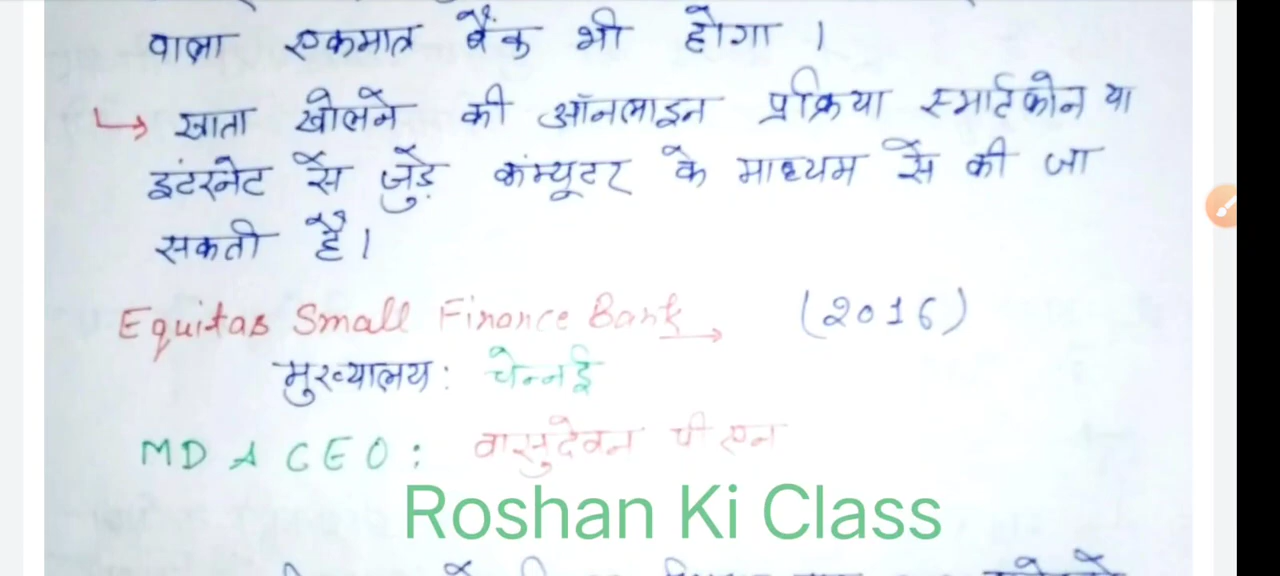 वाला एकमात्र बैंक भी होगा ।
↳ खाता खोलने की ऑनलाइन प्रक्रिया स्मार्टफोन या
इंटरनेट से जुड़े कंम्यूटर के माध्यम से की जा
सकती है।
Equitas Small Finance Bank → (2016)
मुख्यालय: चेन्नई
MD & CEO: वासुदेवन पी एन
Roshan Ki Class